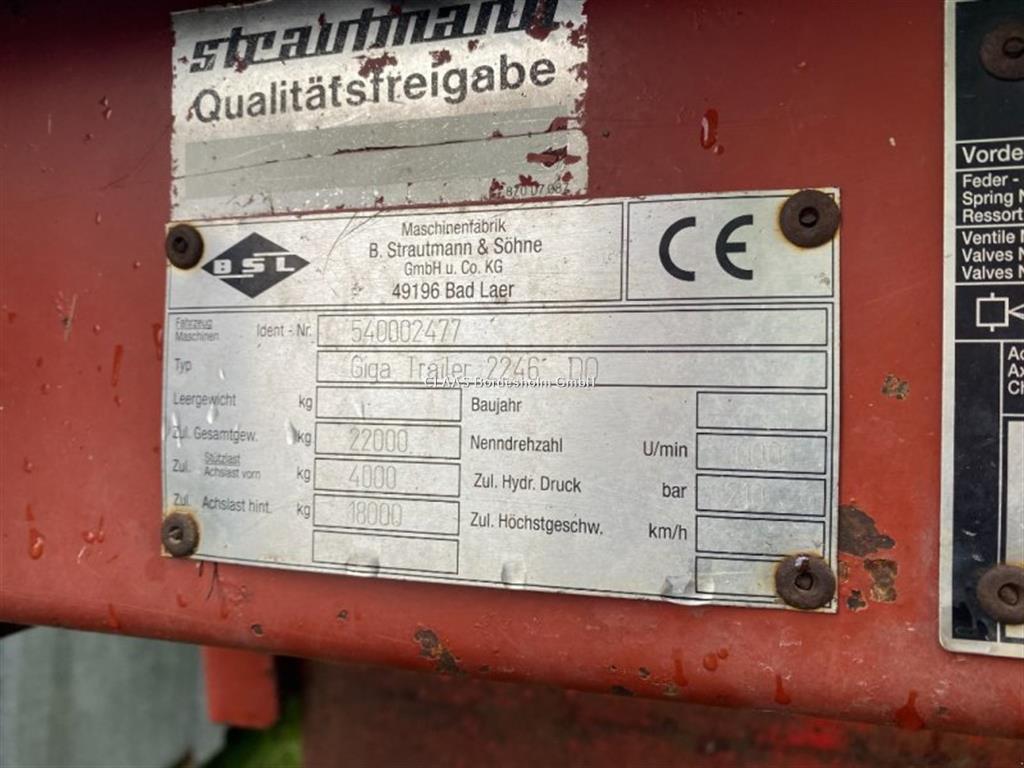 strautmann
Qualitätsfreigabe
BSL
Maschinenfabrik
B. Strautmann & Söhne
GmbH u. Co. KG
49196 Bad Laer
CE
Fahrzeug
Maschinen
Ident - Nr.
540002477
Typ
Giga Trailer 2246 DO
CLAAS Bordesholm GmbH
Leergewicht kg
Baujahr
Zul. Gesamtgew. kg 22000
Nenndrehzahl U/min
Zul. Stützlast
Achslast vorn kg 4000
Zul. Hydr. Druck bar
Zul. Achslast hint. kg 18000
Zul. Höchstgeschw. km/h
Vorde
Feder -
Spring N
Ressort
Ventile N
Valves N
Valves N
Ac
Ax
Ch